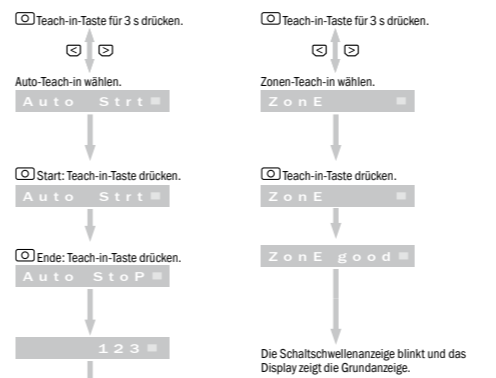 Teach-in-Taste für 3 s drücken.
Auto-Teach-in wählen.
Auto Strt
Start: Teach-in-Taste drücken.
Auto Strt
Ende: Teach-in-Taste drücken.
Auto StoP
123
Teach-in-Taste für 3 s drücken.
Zonen-Teach-in wählen.
ZonE
Teach-in-Taste drücken.
ZonE
ZonE good
Die Schaltschwellenanzeige blinkt und das
Display zeigt die Grundanzeige.